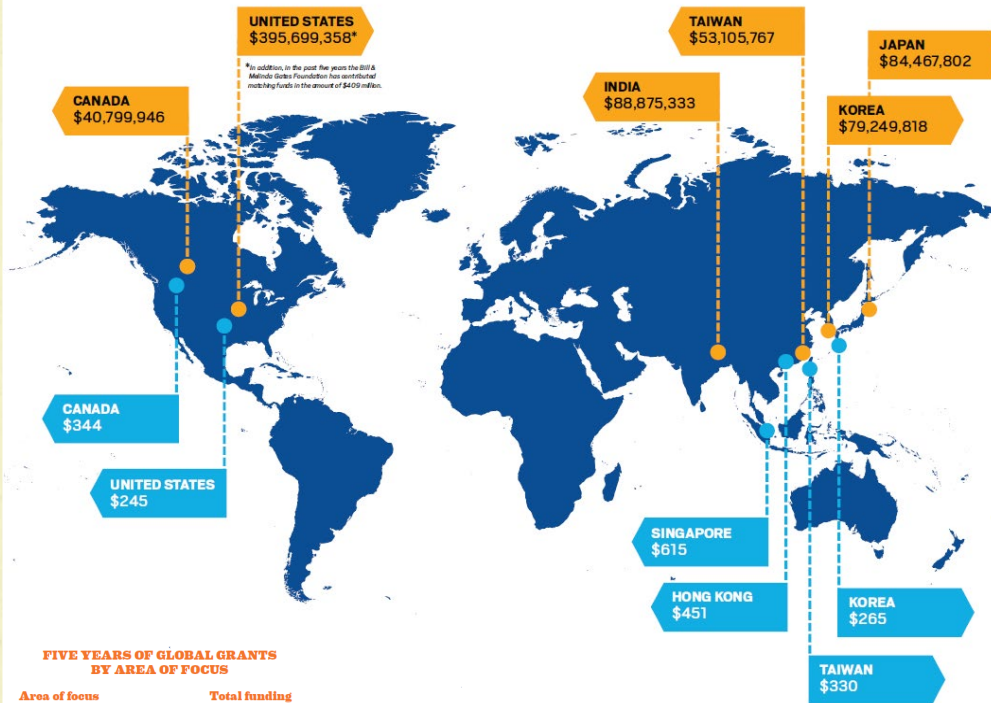 UNITED STATES
$395,699,358*
*In addition, in the past five years the Bill &
Melinda Gates Foundation has contributed
matching funds in the amount of $409 million.
TAIWAN
$53,105,767
JAPAN
$84,467,802
INDIA
$88,875,333
CANADA
$40,799,946
KOREA
$79,249,818
CANADA
$344
UNITED STATES
$245
SINGAPORE
$615
HONG KONG
$451
KOREA
$265
TAIWAN
$330
FIVE YEARS OF GLOBAL GRANTS
BY AREA OF FOCUS
Area of focus
Total funding